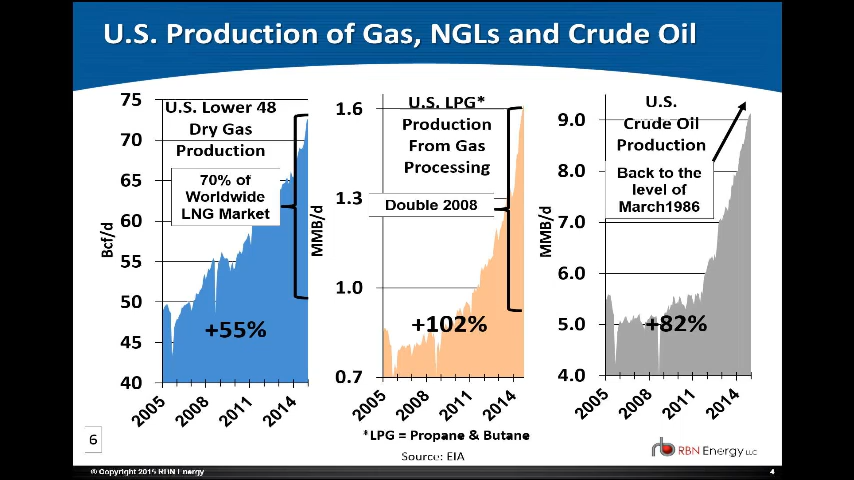 U.S. Production of Gas, NGLs and Crude Oil
75
70
65
60
55
50
45
40
Bcf/d
U.S. Lower 48
Dry Gas
Production
70% of
Worldwide
LNG Market
+55%
2005
2008
2011
2014
1.6
1.3
1.0
0.7
MMB/d
U.S. LPG*
Production
From Gas
Processing
Double 2008
+102%
2005
2008
2011
2014
*LPG = Propane & Butane
Source: EIA
9.0
8.0
7.0
6.0
5.0
4.0
MMB/d
U.S.
Crude Oil
Production
Back to the
level of
March1986
+82%
2005
2008
2011
2014
6
RBN Energy LLC
© Copyright 2015 RBN Energy
4